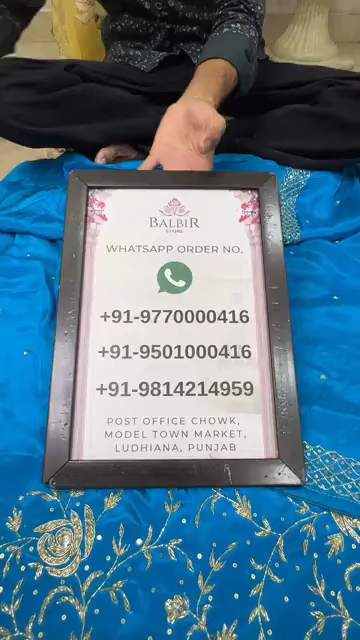 BALBIR
STORE
WHATSAPP ORDER NO.
+91-9770000416
+91-9501000416
+91-9814214959
POST OFFICE CHOWK,
MODEL TOWN MARKET,
LUDHIANA, PUNJAB